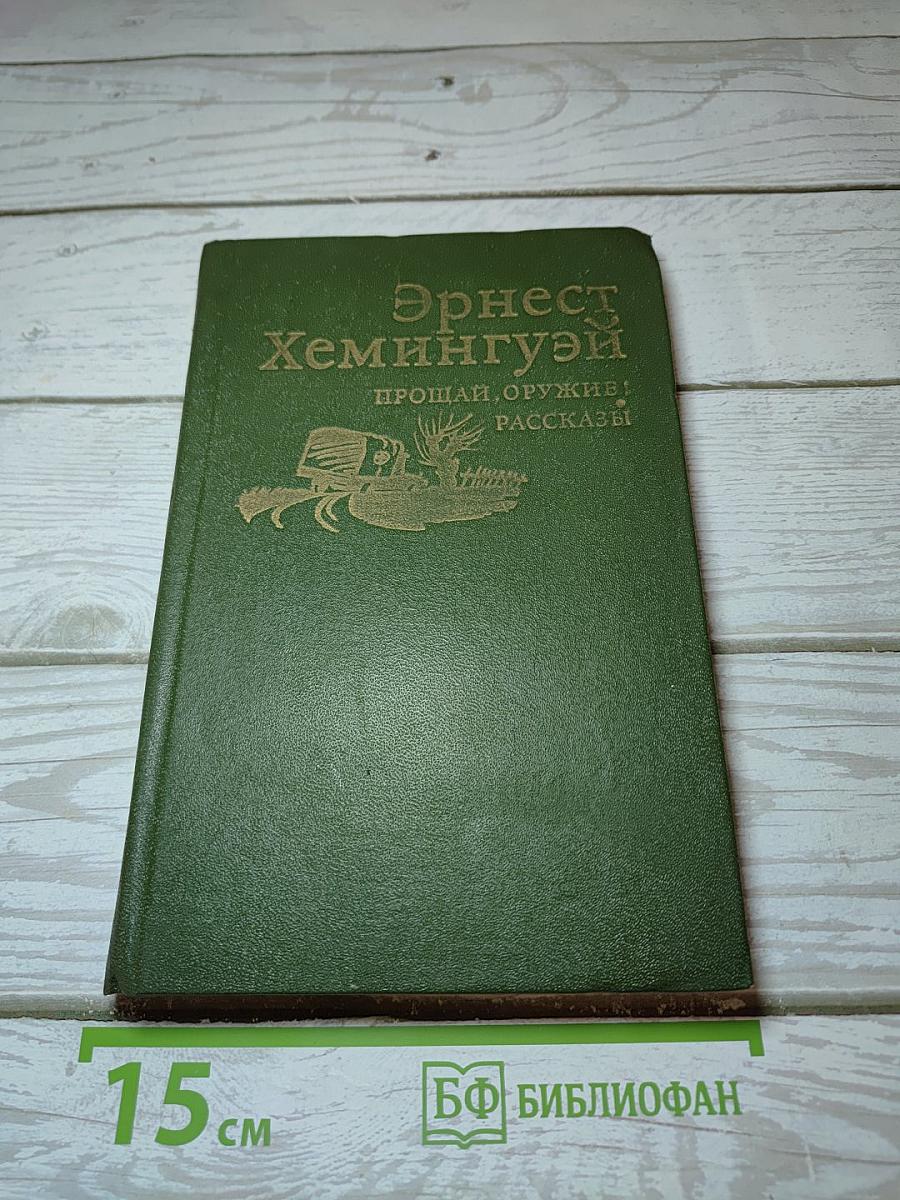 Эрнест
Хемингуэй
ПРОЩАЙ, ОРУЖИЕ!
РАССКАЗЫ
15 см
БФ БИБЛИОФАН